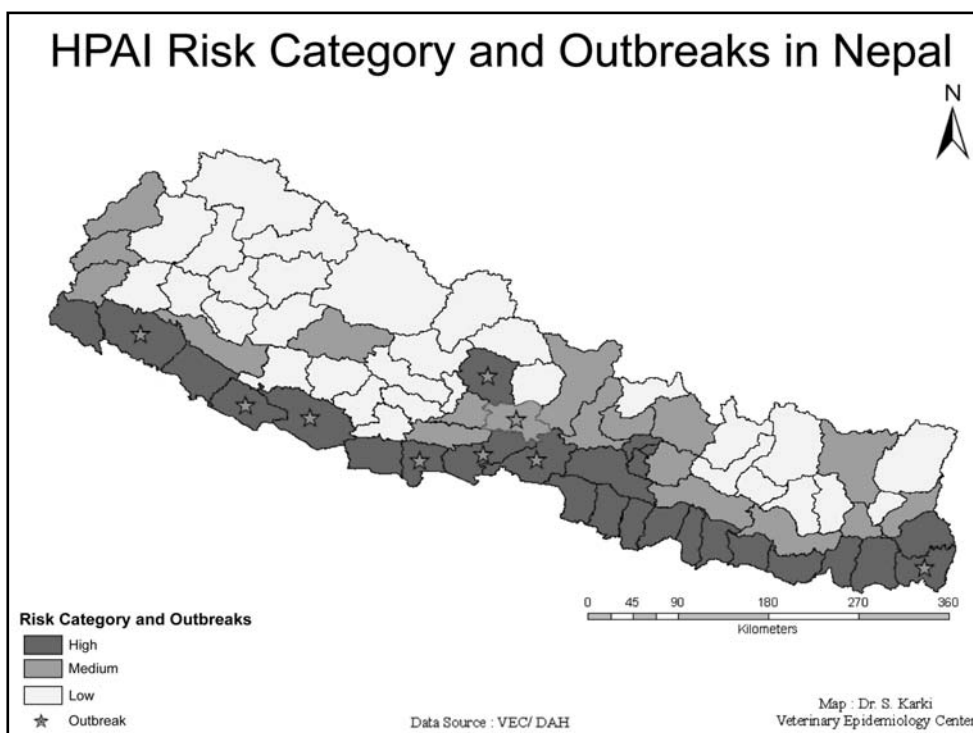 HPAI Risk Category and Outbreaks in Nepal
N
0 45 90 180 270 360
Kilometers
Risk Category and Outbreaks
High
Medium
Low
Outbreak
Data Source : VEC/ DAH
Map : Dr. S. Karki
Veterinary Epidemiology Center